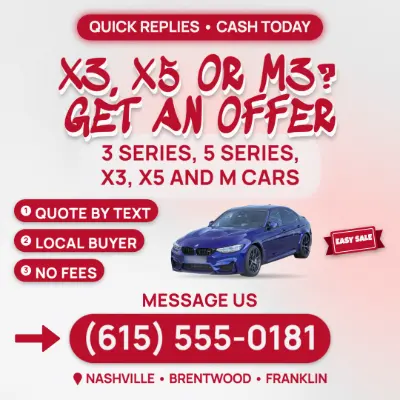 QUICK REPLIES • CASH TODAY
X3, X5 OR M3?
GET AN OFFER
3 SERIES, 5 SERIES,
X3, X5 AND M CARS
1 QUOTE BY TEXT
2 LOCAL BUYER
3 NO FEES
EASY SALE
MESSAGE US
(615) 555-0181
NASHVILLE • BRENTWOOD • FRANKLIN